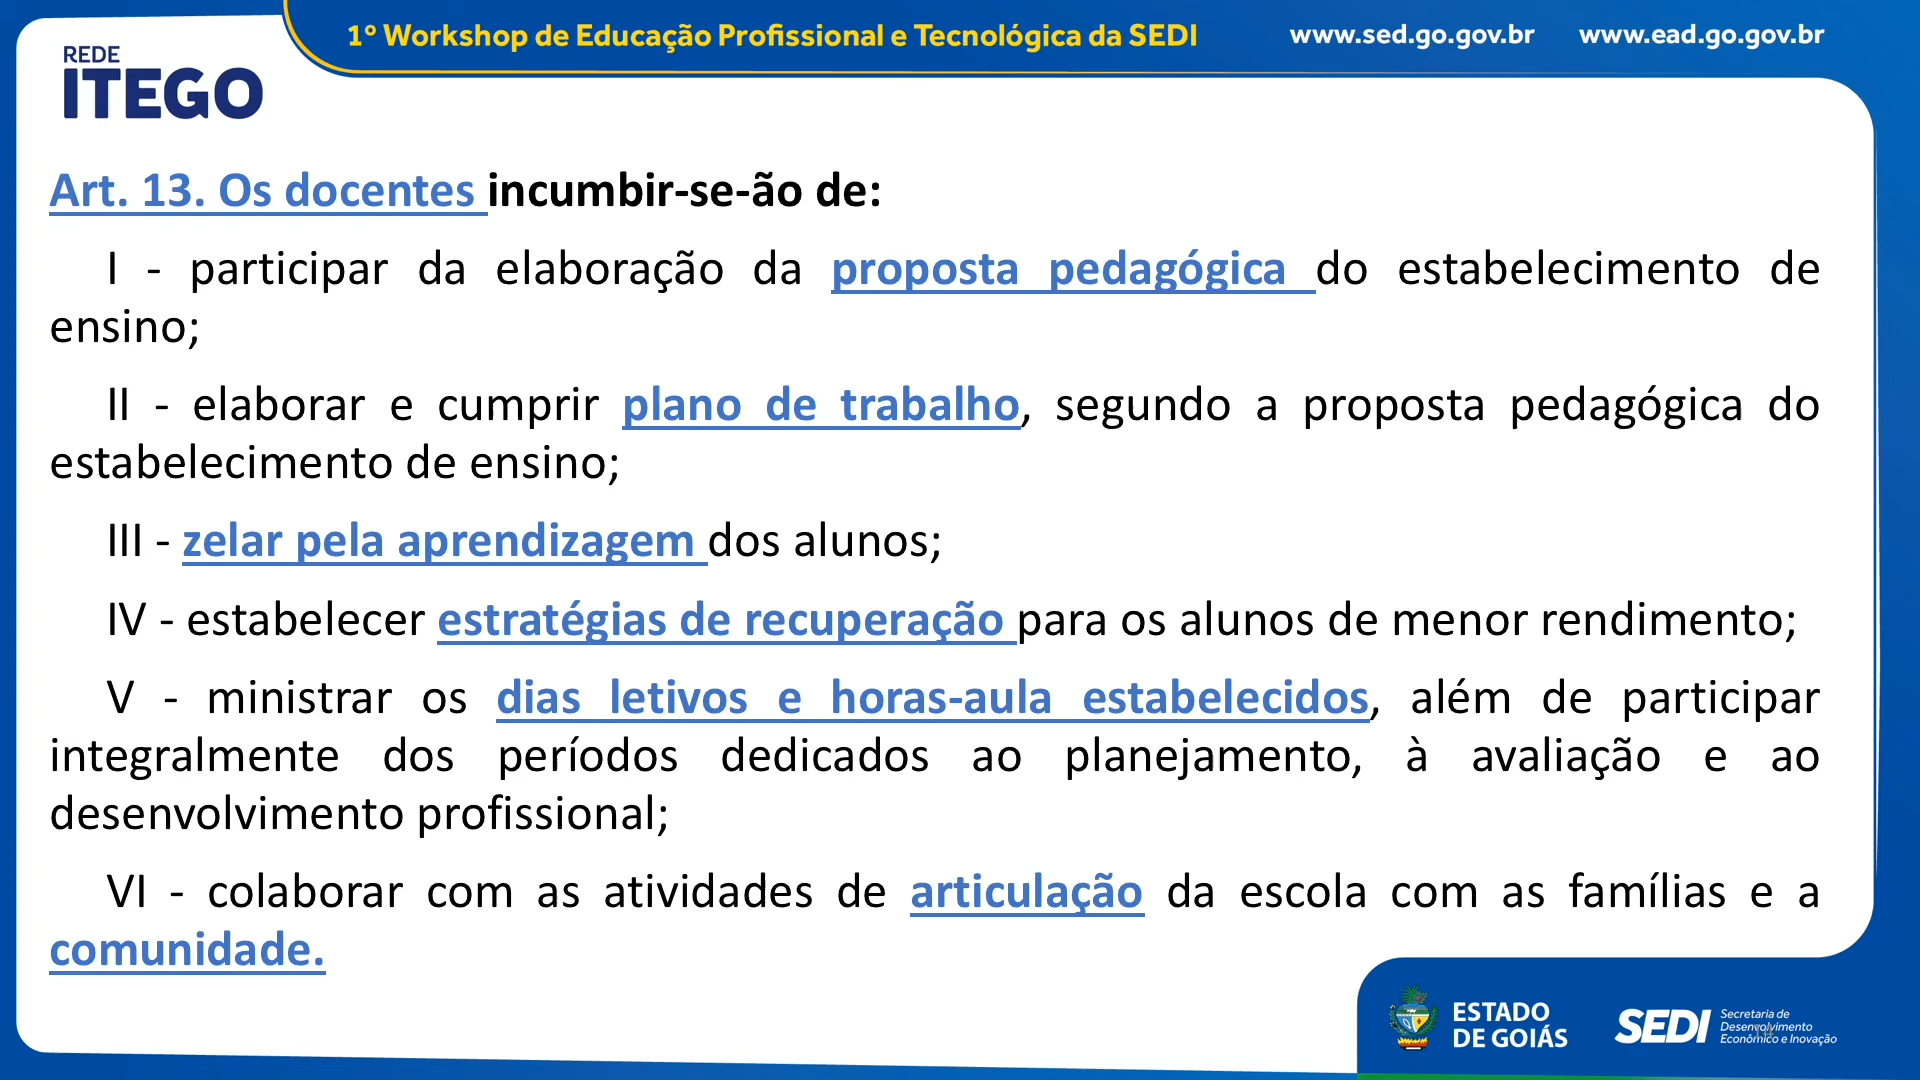 1º Workshop de Educação Profissional e Tecnológica da SEDI
www.sed.go.gov.br
www.ead.go.gov.br
REDE
ITEGO
Art. 13. Os docentes incumbir-se-ão de:
I - participar da elaboração da proposta pedagógica do estabelecimento de
ensino;
II - elaborar e cumprir plano de trabalho, segundo a proposta pedagógica do
estabelecimento de ensino;
III - zelar pela aprendizagem dos alunos;
IV - estabelecer estratégias de recuperação para os alunos de menor rendimento;
V - ministrar os dias letivos e horas-aula estabelecidos, além de participar
integralmente dos períodos dedicados ao planejamento, à avaliação e ao
desenvolvimento profissional;
VI - colaborar com as atividades de articulação da escola com as famílias e a
comunidade.
ESTADO
DE GOIÁS
SEDI
Secretaria de
Desenvolvimento
Econômico e Inovação
14